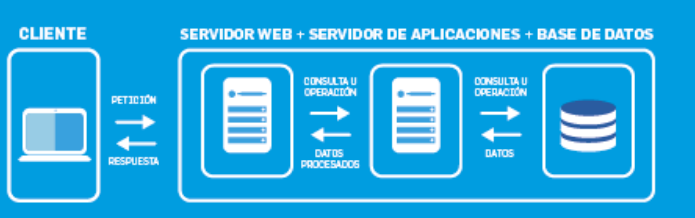 CLIENTE
SERVIDOR WEB + SERVIDOR DE APLICACIONES + BASE DE DATOS
PETICIÓN
RESPUESTA
CONSULTA U
OPERACIÓN
DATOS
PROCESADOS
CONSULTA U
OPERACIÓN
DATOS